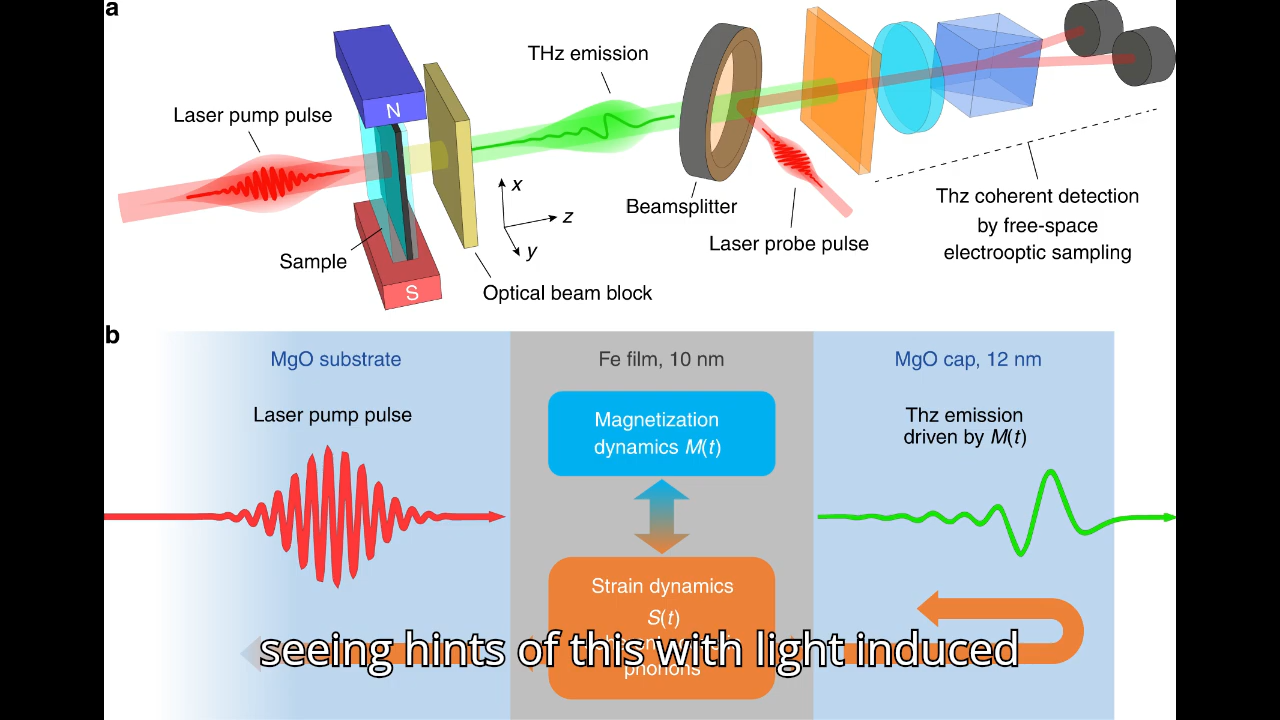 a
THz emission
Laser pump pulse
N
x
z
y
Sample
S
Optical beam block
Beamsplitter
Laser probe pulse
Thz coherent detection
by free-space
electrooptic sampling
b
MgO substrate
Fe film, 10 nm
MgO cap, 12 nm
Laser pump pulse
Magnetization
dynamics M(t)
Thz emission
driven by M(t)
Strain dynamics
S(t)
phonons
seeing hints of this with light induced